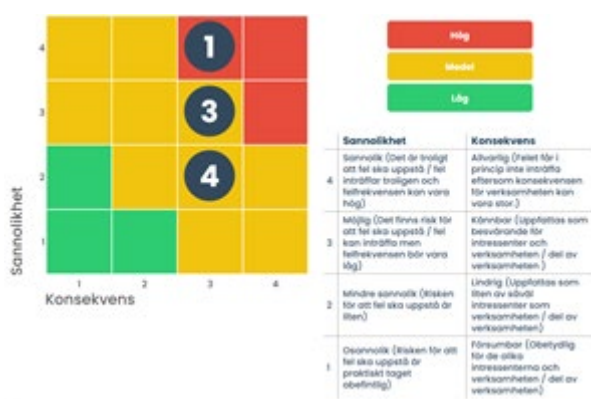 4
1
Hög
Medel
Låg
3
3
2
4
1
Sannolikhet
1
2
3
4
Konsekvens
Sannolikhet
Konsekvens
4
Sannolik (Det är troligt
att fel ska uppstå / fel
inträffar troligen och
felfrekvensen kan vara
hög)
Allvarlig (Felet får i
princip inte inträffa
eftersom konsekvensen
för verksamheten kan
vara stor.)
3
Möjlig (Det finns risk för
att fel ska uppstå / fel
kan inträffa men
felfrekvensen bör vara
låg)
Kännbar (Uppfattas som
besvärande för
intressenter och
verksamheten / del av
verksamheten )
2
Mindre sannolik (Risken
för att fel ska uppstå är
liten)
Lindrig (Uppfattas som
liten av såväl
intressenter som
verksamheten / del av
verksamheten)
1
Osannolik (Risken för att
fel ska uppstå är
praktiskt taget
obefintlig)
Försumbar (Obetydlig
för de olika
intressenterna och
verksamheten / del av
verksamheten)